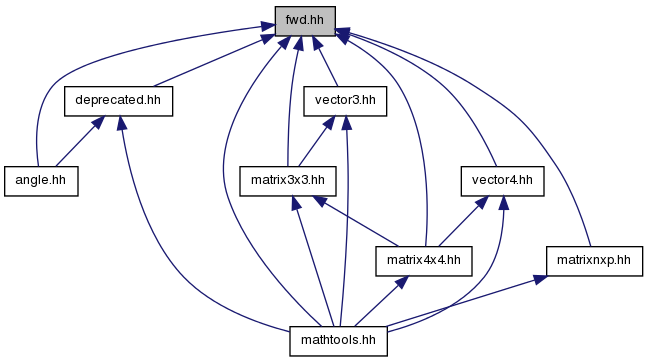 fwd.hh
deprecated.hh
vector3.hh
angle.hh
matrix3x3.hh
vector4.hh
matrix4x4.hh
matrixnxp.hh
mathtools.hh